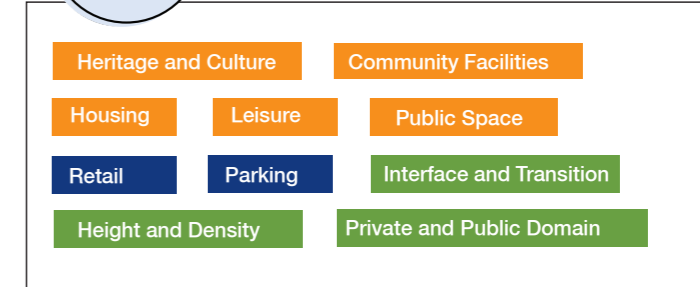 Heritage and Culture
Community Facilities
Housing
Leisure
Public Space
Retail
Parking
Interface and Transition
Height and Density
Private and Public Domain